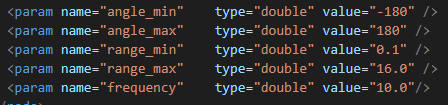 <param name="angle_min"    type="double" value="-180" />
<param name="angle_max"    type="double" value="180" />
<param name="range_min"    type="double" value="0.1" />
<param name="range_max"    type="double" value="16.0" />
<param name="frequency"    type="double" value="10.0"/>